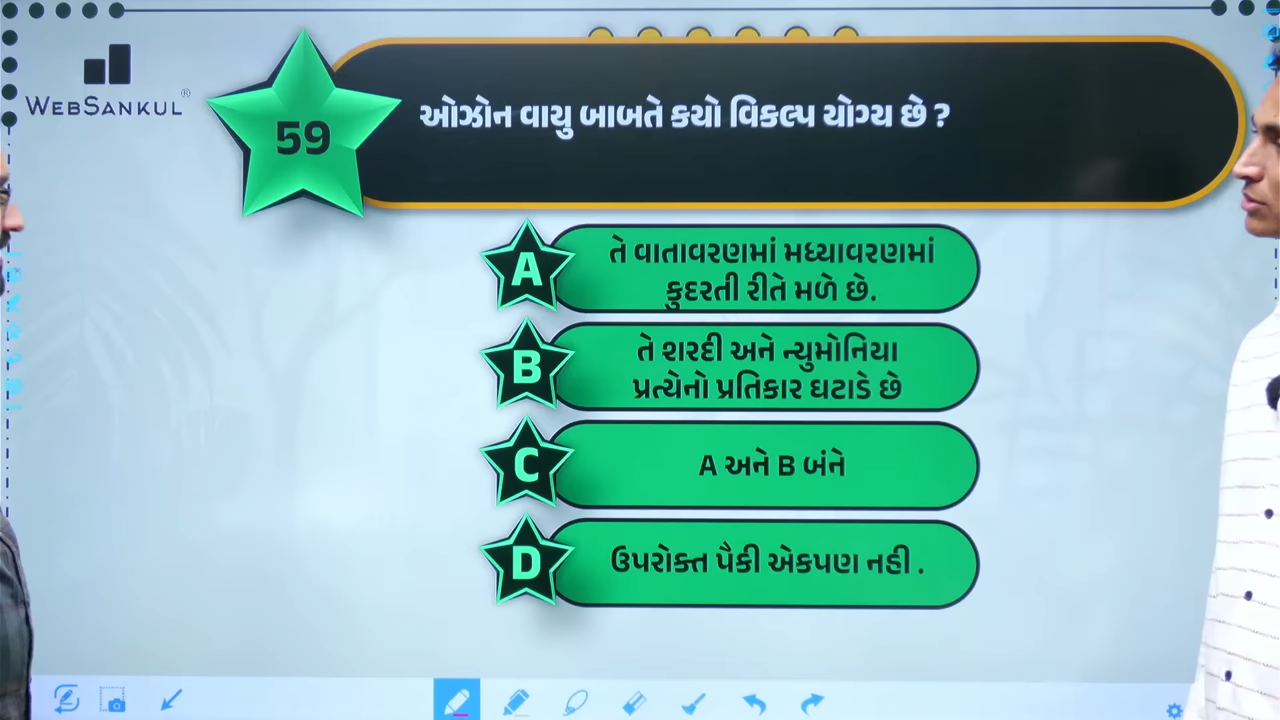 WEBSANKUL®
59
ઓઝોન વાયુ બાબતે કયો વિકલ્પ યોગ્ય છે ?
A
તે વાતાવરણમાં મધ્યાવરણમાં
કુદરતી રીતે મળે છે.
B
તે શરદી અને ન્યુમોનિયા
પ્રત્યેનો પ્રતિકાર ઘટાડે છે
C
A અને B બંને
D
ઉપરોક્ત પૈકી એકપણ નહી .